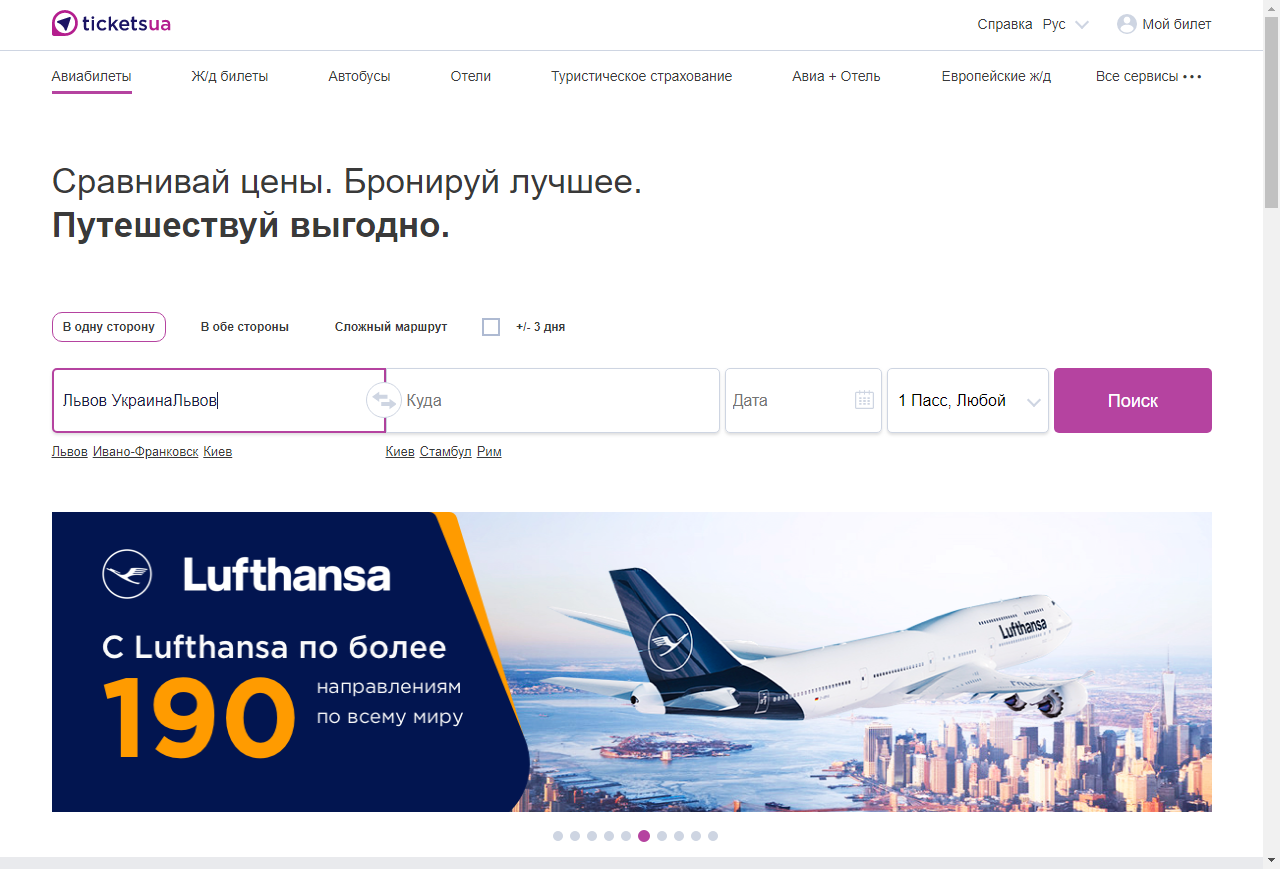 ticketsua
Справка Рус Мой билет
Авиабилеты Ж/д билеты Автобусы Отели Туристическое страхование Авиа + Отель Европейские ж/д Все сервисы •••
Сравнивай цены. Бронируй лучшее.
Путешествуй выгодно.
В одну сторону В обе стороны Сложный маршрут +/- 3 дня
Львов УкраинаЛьвов Куда Дата 1 Пасс, Любой Поиск
Львов Ивано-Франковск Киев Киев Стамбул Рим
Lufthansa
С Lufthansa по более
190 направлениям
по всему миру
Lufthansa